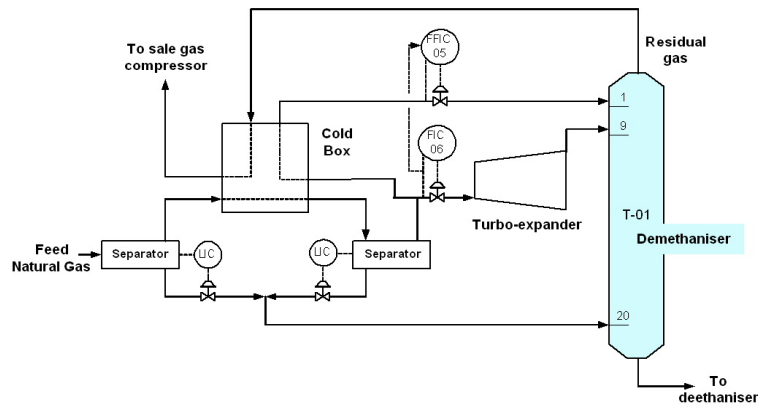 To sale gas
compressor
FFIC
05
Residual
gas
1
Cold
Box
FIC
06
9
T-01
Turbo-expander
Demethaniser
Feed
Natural Gas
Separator
LIC
LIC
Separator
20
To
deethaniser